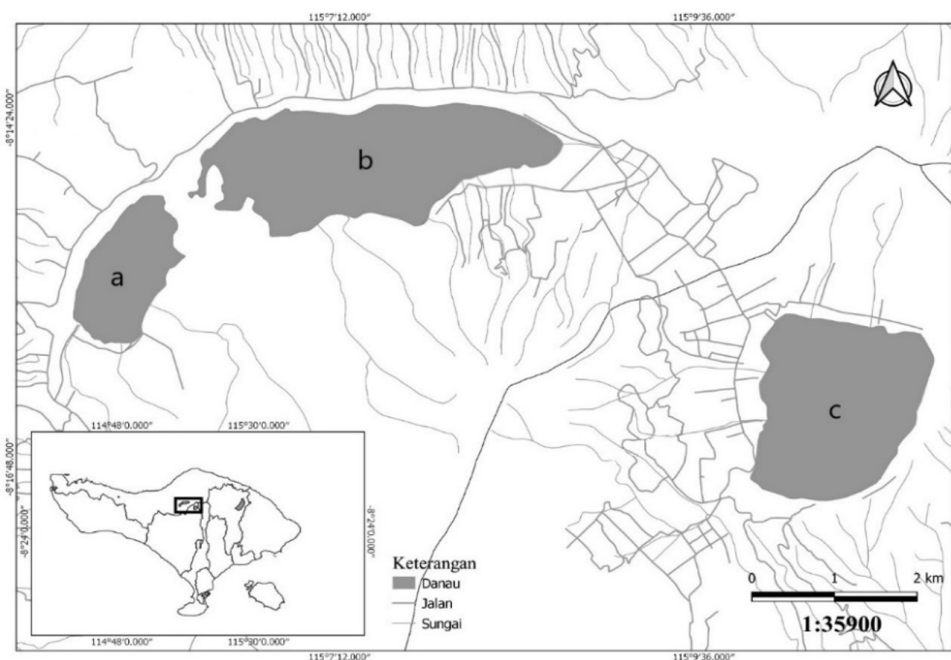 115°7'12.000" 115°9'36.000"
-8°14'24.000"
b
a
c
-8°16'48.000"
114°48'0.000" 115°30'0.000"
-8°24'0.000"
-8°24'0.000"
114°48'0.000" 115°30'0.000"
Keterangan
Danau
Jalan
Sungai
0 1 2 km
1:35900
115°7'12.000" 115°9'36.000"